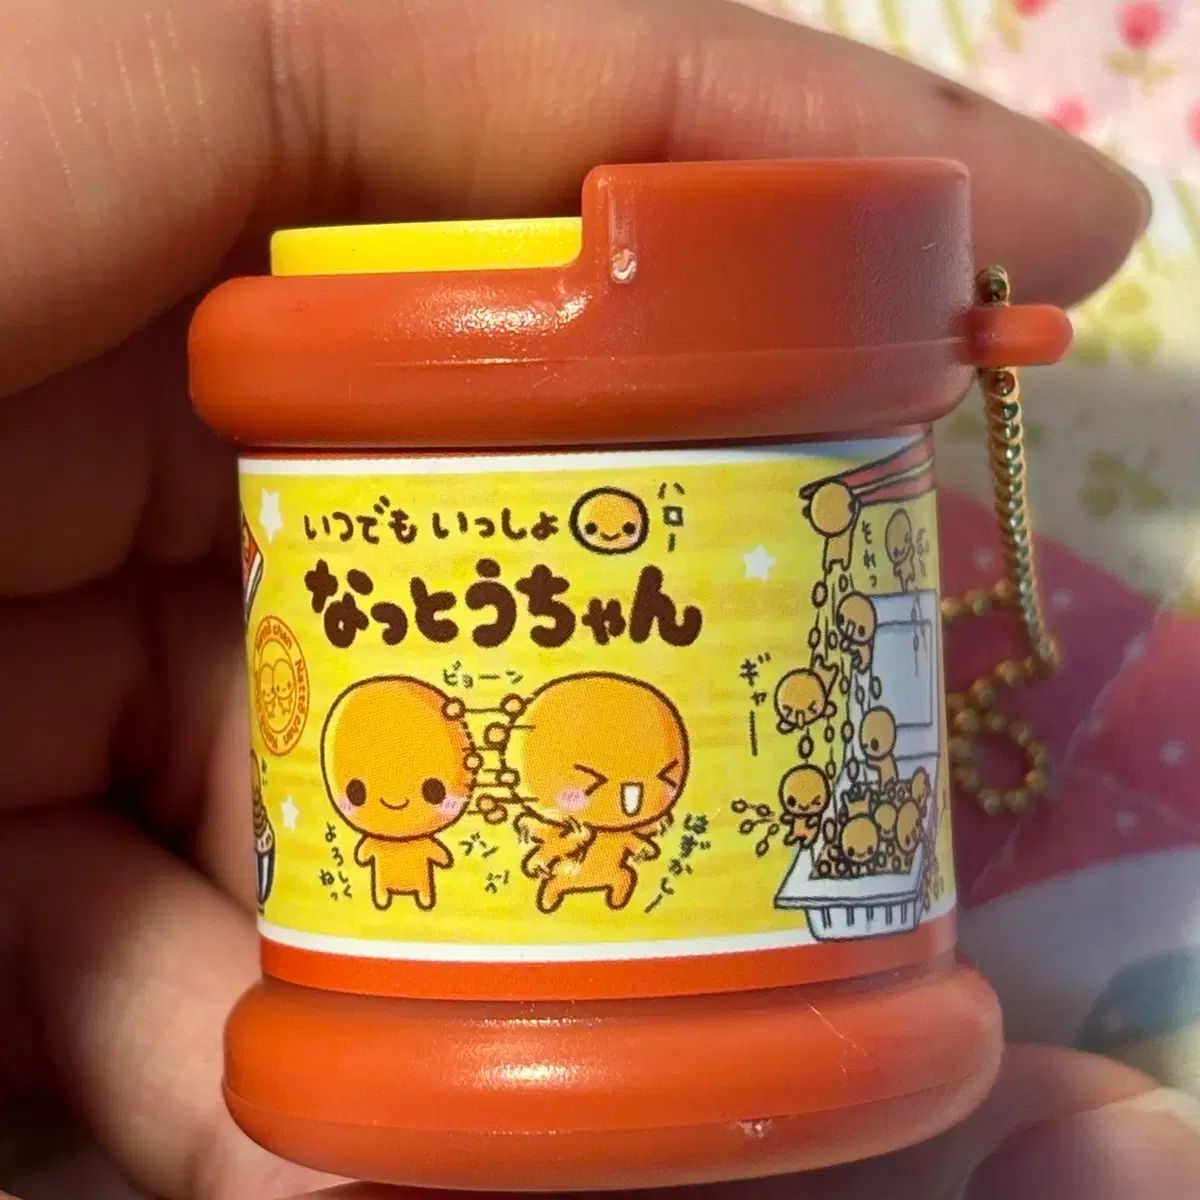 いつでも いっしょ
ハロー
なっとうちゃん
ビョーン
よろしくねっ
ブン
はずかしー
それっ
ギャー
Nattō chan